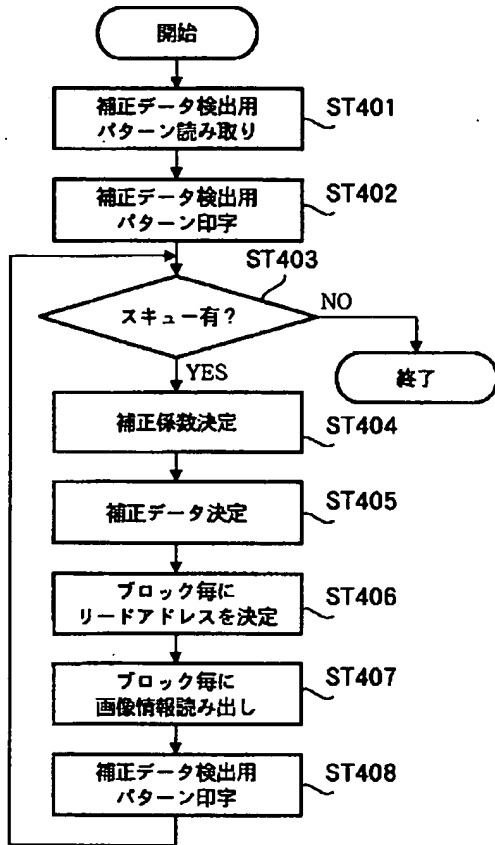 開始
補正データ検出用
パターン読み取り
ST401
補正データ検出用
パターン印字
ST402
ST403
スキュー有?
NO
YES
終了
補正係数決定
ST404
補正データ決定
ST405
ブロック毎に
リードアドレスを決定
ST406
ブロック毎に
画像情報読み出し
ST407
補正データ検出用
パターン印字
ST408